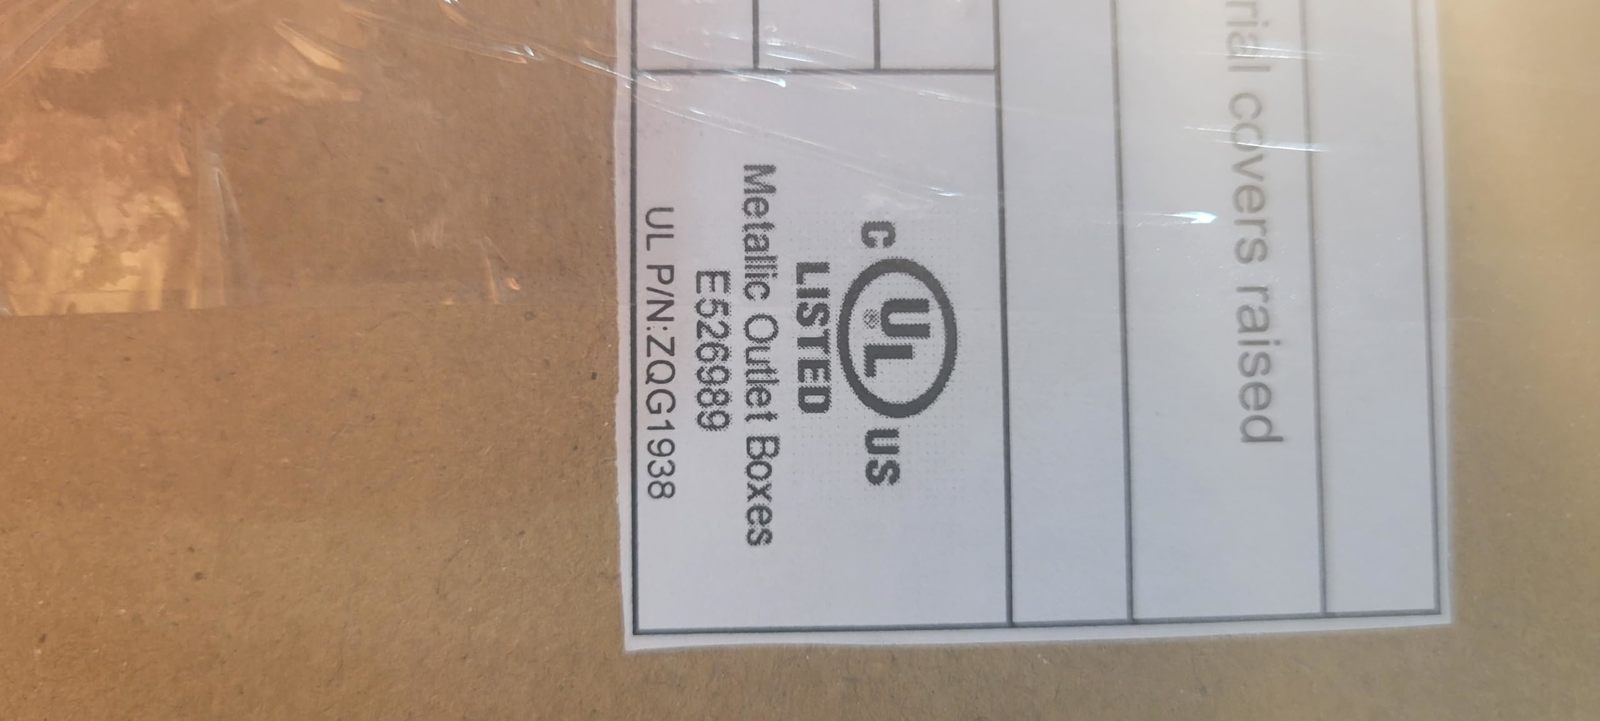 rial covers raised
C UL US
LISTED
Metallic Outlet Boxes
E526989
UL P/N:ZQG1938